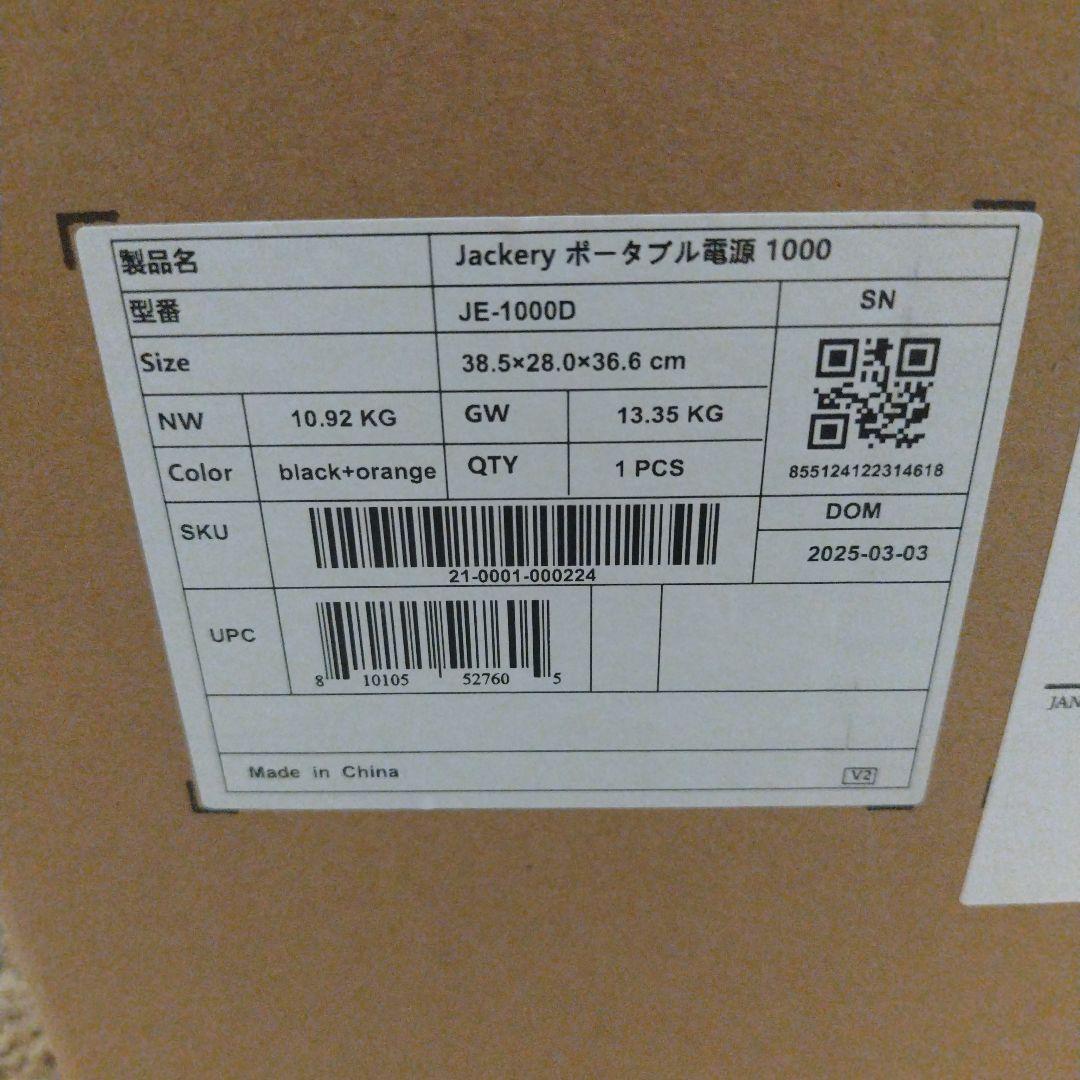 製品名 Jackery ポータブル電源 1000
型番 JE-1000D SN
Size 38.5×28.0×36.6 cm
NW 10.92 KG GW 13.35 KG
855124122314618
Color black+orange QTY 1 PCS
SKU DOM
21-0001-000224 2025-03-03
UPC
8 10105 52760 5
JAN
Made in China V2